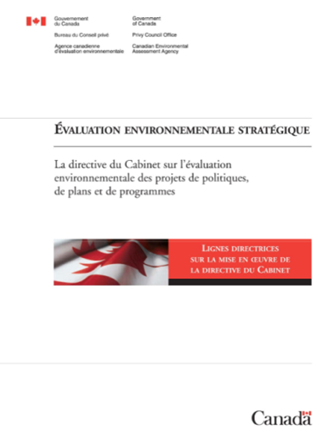 Gouvernement
du Canada
Government
of Canada
Bureau du Conseil privé
Privy Council Office
Agence canadienne
d'évaluation environnementale
Canadian Environmental
Assessment Agency
ÉVALUATION ENVIRONNEMENTALE STRATÉGIQUE
La directive du Cabinet sur l'évaluation
environnementale des projets de politiques,
de plans et de programmes
LIGNES DIRECTRICES
SUR LA MISE EN ŒUVRE DE
LA DIRECTIVE DU CABINET
Canada